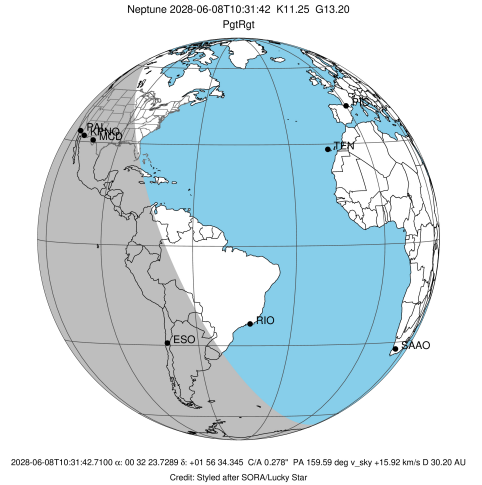 Neptune 2028-06-08T10:31:42 K11.25 G13.20
PgtRgt
PIC
PAL
KPNO
MCD
TEN
RIO
ESO
SAAO
2028-06-08T10:31:42.7100 α: 00 32 23.7289 δ: +01 56 34.345 C/A 0.278" PA 159.59 deg v_sky +15.92 km/s D 30.20 AU
Credit: Styled after SORA/Lucky Star